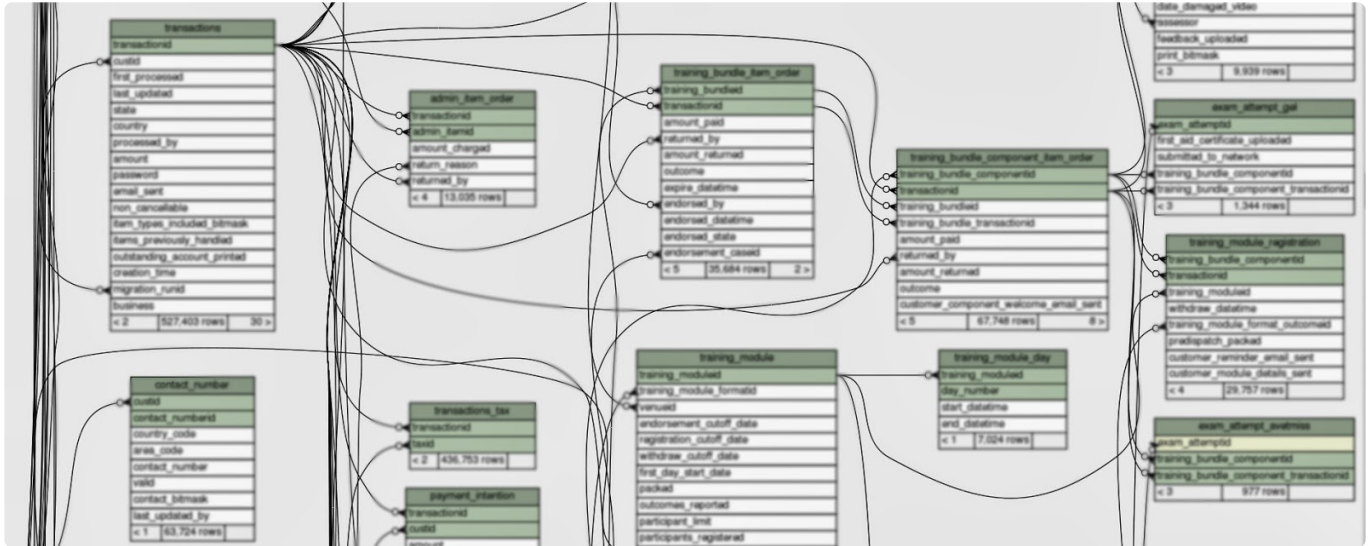 transactions
transactionid
custid
first_processed
last_updated
state
country
processed_by
amount
password
email_sent
non_cancellable
item_types_included_bitmask
items_previously_handled
outstanding_account_printed
creation_time
migration_runid
business
< 2 527,403 rows 30 >
contact_number
custid
contact_numberid
country_code
area_code
contact_number
valid
contact_bitmask
last_updated_by
< 1 63,724 rows
admin_item_order
transactionid
admin_itemid
amount_charged
return_reason
returned_by
< 4 13,035 rows
transactions_tax
transactionid
taxid
< 2 436,753 rows
payment_intention
transactionid
custid
amount
training_bundle_item_order
training_bundleid
transactionid
amount_paid
returned_by
amount_returned
outcome
expire_datetime
endorsed_by
endorsed_datetime
endorsed_state
endorsement_caseid
< 5 35,684 rows 2 >
training_module
training_moduleid
training_module_formatid
venueid
endorsement_cutoff_date
registration_cutoff_date
withdraw_cutoff_date
first_day_start_date
packed
outcomes_reported
participant_limit
participants_registered
training_bundle_component_item_order
training_bundle_componentid
transactionid
training_bundleid
training_bundle_transactionid
amount_paid
returned_by
amount_returned
outcome
customer_component_welcome_email_sent
< 5 67,748 rows 8 >
training_module_day
training_moduleid
day_number
start_datetime
end_datetime
< 1 7,024 rows
date_damaged_video
assessor
feedback_uploaded
print_bitmask
< 3 9,939 rows
exam_attempt_gel
exam_attemptid
first_aid_certificate_uploaded
submitted_to_network
training_bundle_componentid
training_bundle_component_transactionid
< 3 1,344 rows
training_module_registration
training_bundle_componentid
transactionid
training_moduleid
withdraw_datetime
training_module_format_outcomeid
predispatch_packed
customer_reminder_email_sent
customer_module_details_sent
< 4 29,757 rows
exam_attempt_avetmiss
exam_attemptid
training_bundle_componentid
training_bundle_component_transactionid
< 3 977 rows